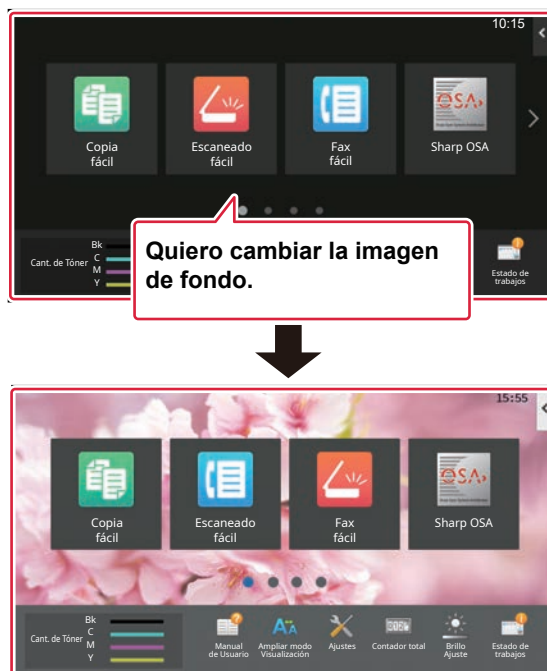 10:15
Copia
fácil
Escaneado
fácil
Fax
fácil
Sharp OSA
Quiero cambiar la imagen
de fondo.
Cant. de Tóner
Bk
C
M
Y
Estado de
trabajos
15:55
Copia
fácil
Escaneado
fácil
Fax
fácil
Sharp OSA
Cant. de Tóner
Bk
C
M
Y
Manual
de Usuario
Ampliar modo
Visualización
Ajustes
Contador total
Brillo
Ajuste
Estado de
trabajos